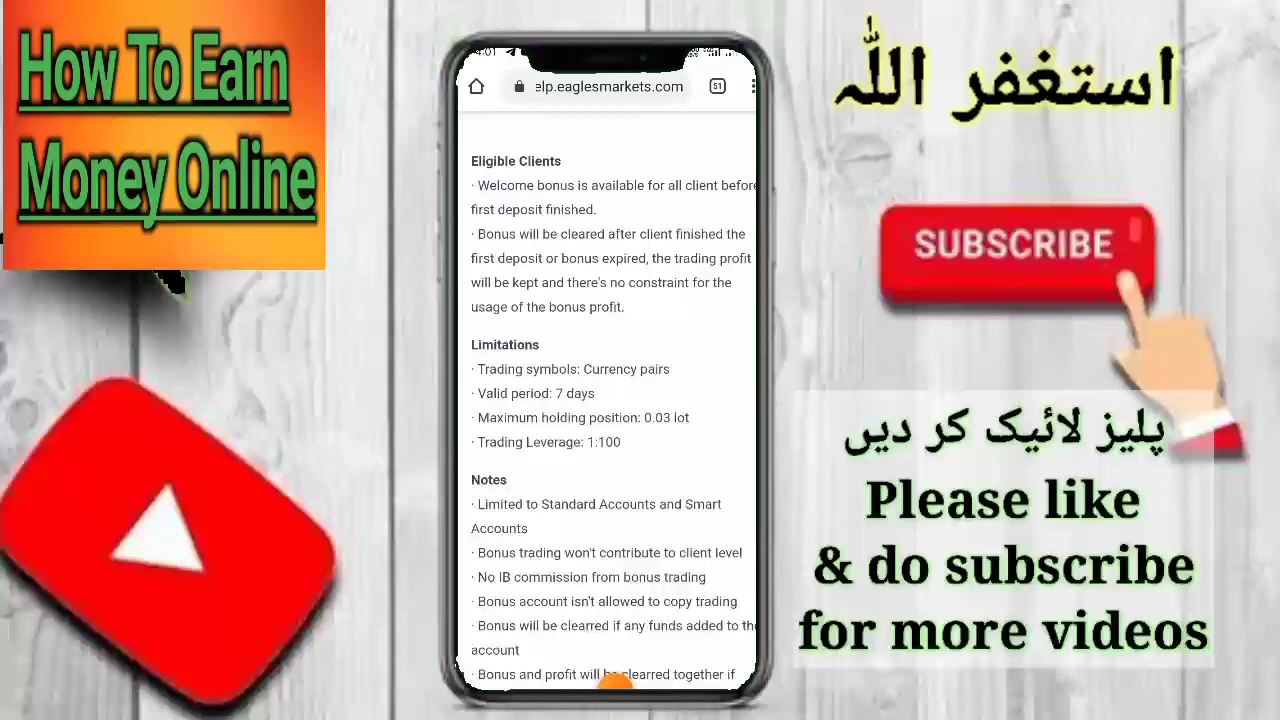 How To Earn
Money Online
4:01
elp.eaglesmarkets.com
51
Eligible Clients
· Welcome bonus is available for all client before
first deposit finished.
· Bonus will be cleared after client finished the
first deposit or bonus expired, the trading profit
will be kept and there's no constraint for the
usage of the bonus profit.
Limitations
· Trading symbols: Currency pairs
· Valid period: 7 days
· Maximum holding position: 0.03 lot
· Trading Leverage: 1:100
Notes
· Limited to Standard Accounts and Smart
Accounts
· Bonus trading won't contribute to client level
· No IB commission from bonus trading
· Bonus account isn't allowed to copy trading
· Bonus will be clearred if any funds added to the
account
· Bonus and profit will be clearred together if
استغفر اللّٰہ
SUBSCRIBE
پلیز لائیک کر دیں
Please like
& do subscribe
for more videos